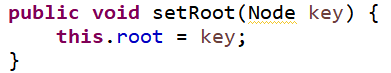 public void setRoot(Node key) {
    this.root = key;
}